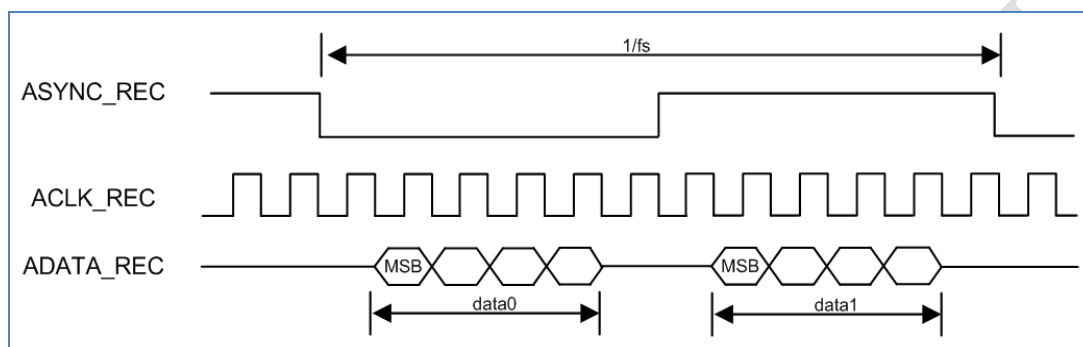 1/fs
ASYNC_REC
ACLK_REC
ADATA_REC
MSB
MSB
data0
data1